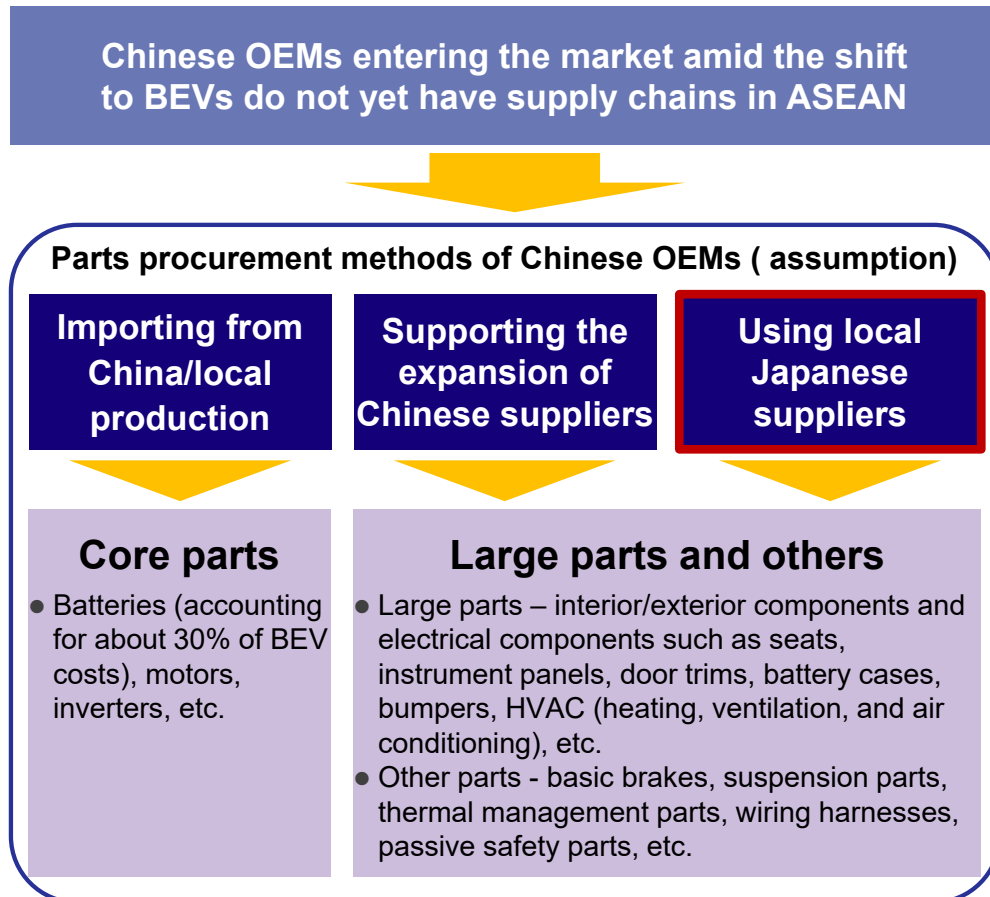 Chinese OEMs entering the market amid the shift
to BEVs do not yet have supply chains in ASEAN
Parts procurement methods of Chinese OEMs ( assumption)
Importing from
China/local
production
Supporting the
expansion of
Chinese suppliers
Using local
Japanese
suppliers
Core parts
● Batteries (accounting
for about 30% of BEV
costs), motors,
inverters, etc.
Large parts and others
● Large parts – interior/exterior components and
electrical components such as seats,
instrument panels, door trims, battery cases,
bumpers, HVAC (heating, ventilation, and air
conditioning), etc.
● Other parts - basic brakes, suspension parts,
thermal management parts, wiring harnesses,
passive safety parts, etc.